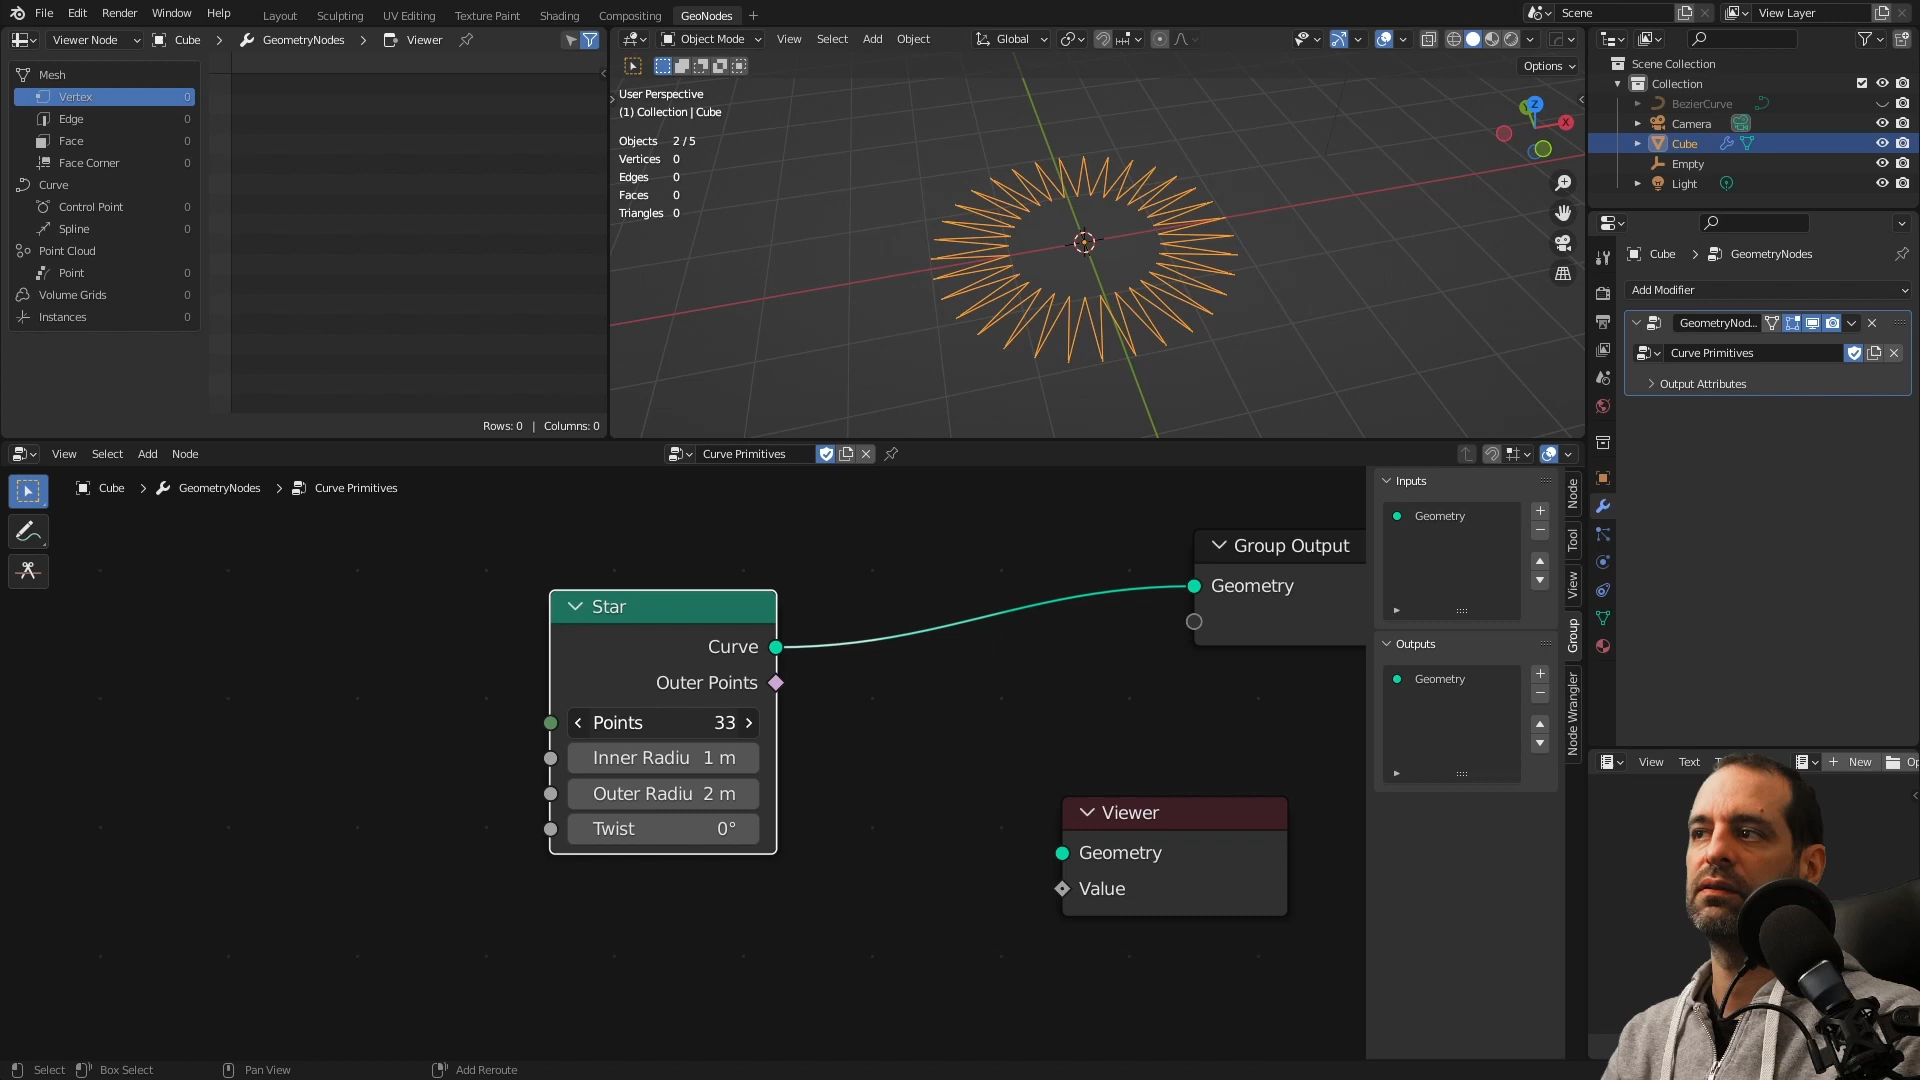 File Edit Render Window Help Layout Sculpting UV Editing Texture Paint Shading Compositing GeoNodes Scene View Layer
Viewer Node Cube GeometryNodes Viewer
Mesh
Vertex 0
Edge 0
Face 0
Face Corner 0
Curve
Control Point 0
Spline 0
Point Cloud
Point 0
Volume Grids 0
Instances 0
Rows: 0 | Columns: 0
Object Mode View Select Add Object Global
Options
User Perspective
(1) Collection | Cube
Objects 2 / 5
Vertices 0
Edges 0
Faces 0
Triangles 0
Z
Y
X
Scene Collection
Collection
BezierCurve
Camera
Cube
Empty
Light
Cube GeometryNodes
Add Modifier
GeometryNod...
Curve Primitives
Output Attributes
View Select Add Node Curve Primitives
Cube GeometryNodes Curve Primitives
Star
Curve
Outer Points
Points 33
Inner Radiu 1 m
Outer Radiu 2 m
Twist 0°
Group Output
Geometry
Viewer
Geometry
Value
Inputs
Geometry
Outputs
Geometry
Node
Tool
View
Group
Node Wrangler
View Text New Op
Select Box Select Pan View Add Reroute